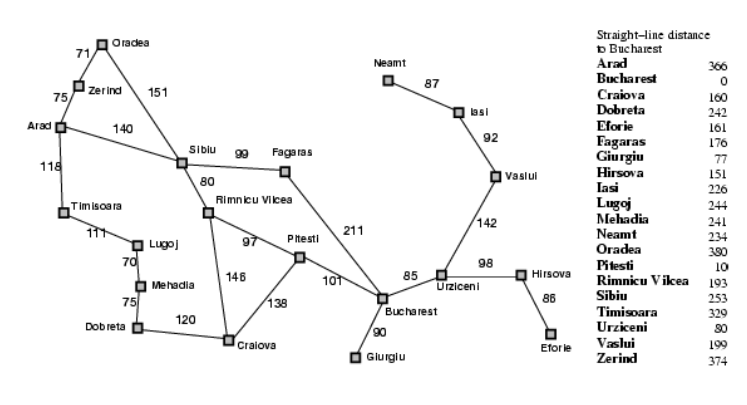 Oradea
71
Neamt
Zerind
87
151
75
Iasi
Arad
140
92
Sibiu
Fagaras
99
118
80
Vaslui
Rimnicu Vilcea
Timisoara
211
142
111
Lugoj
97
Pitesti
70
98
Hirsova
146
101
85
Mehadia
138
Urziceni
75
86
120
Bucharest
Dobreta
90
Craiova
Eforie
Giurgiu
Straight-line distance
to Bucharest
Arad 366
Bucharest 0
Craiova 160
Dobreta 242
Eforie 161
Fagaras 176
Giurgiu 77
Hirsova 151
Iasi 226
Lugoj 244
Mehadia 241
Neamt 234
Oradea 380
Pitesti 10
Rimnicu Vilcea 193
Sibiu 253
Timisoara 329
Urziceni 80
Vaslui 199
Zerind 374